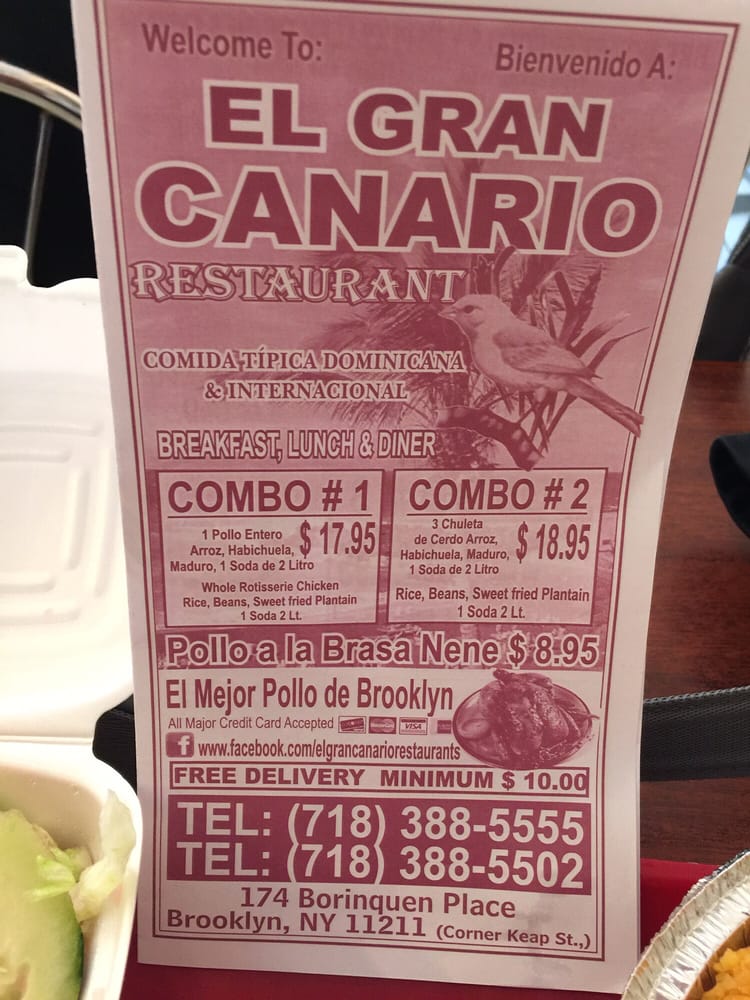 Welcome To:
Bienvenido A:
EL GRAN
CANARIO
RESTAURANT
COMIDA TÍPICA DOMINICANA
& INTERNACIONAL
BREAKFAST, LUNCH & DINER
COMBO # 1
1 Pollo Entero
Arroz, Habichuela,
Maduro, 1 Soda de 2 Litro
$ 17.95
Whole Rotisserie Chicken
Rice, Beans, Sweet fried Plantain
1 Soda 2 Lt.
COMBO # 2
3 Chuleta
de Cerdo Arroz,
Habichuela, Maduro,
1 Soda de 2 Litro
$ 18.95
Rice, Beans, Sweet fried Plantain
1 Soda 2 Lt.
Pollo a la Brasa Nene $ 8.95
El Mejor Pollo de Brooklyn
All Major Credit Card Accepted
VISA
f www.facebook.com/elgrancanariorestaurants
FREE DELIVERY MINIMUM $ 10.00
TEL: (718) 388-5555
TEL: (718) 388-5502
174 Borinquen Place
Brooklyn, NY 11211 (Corner Keap St.,)